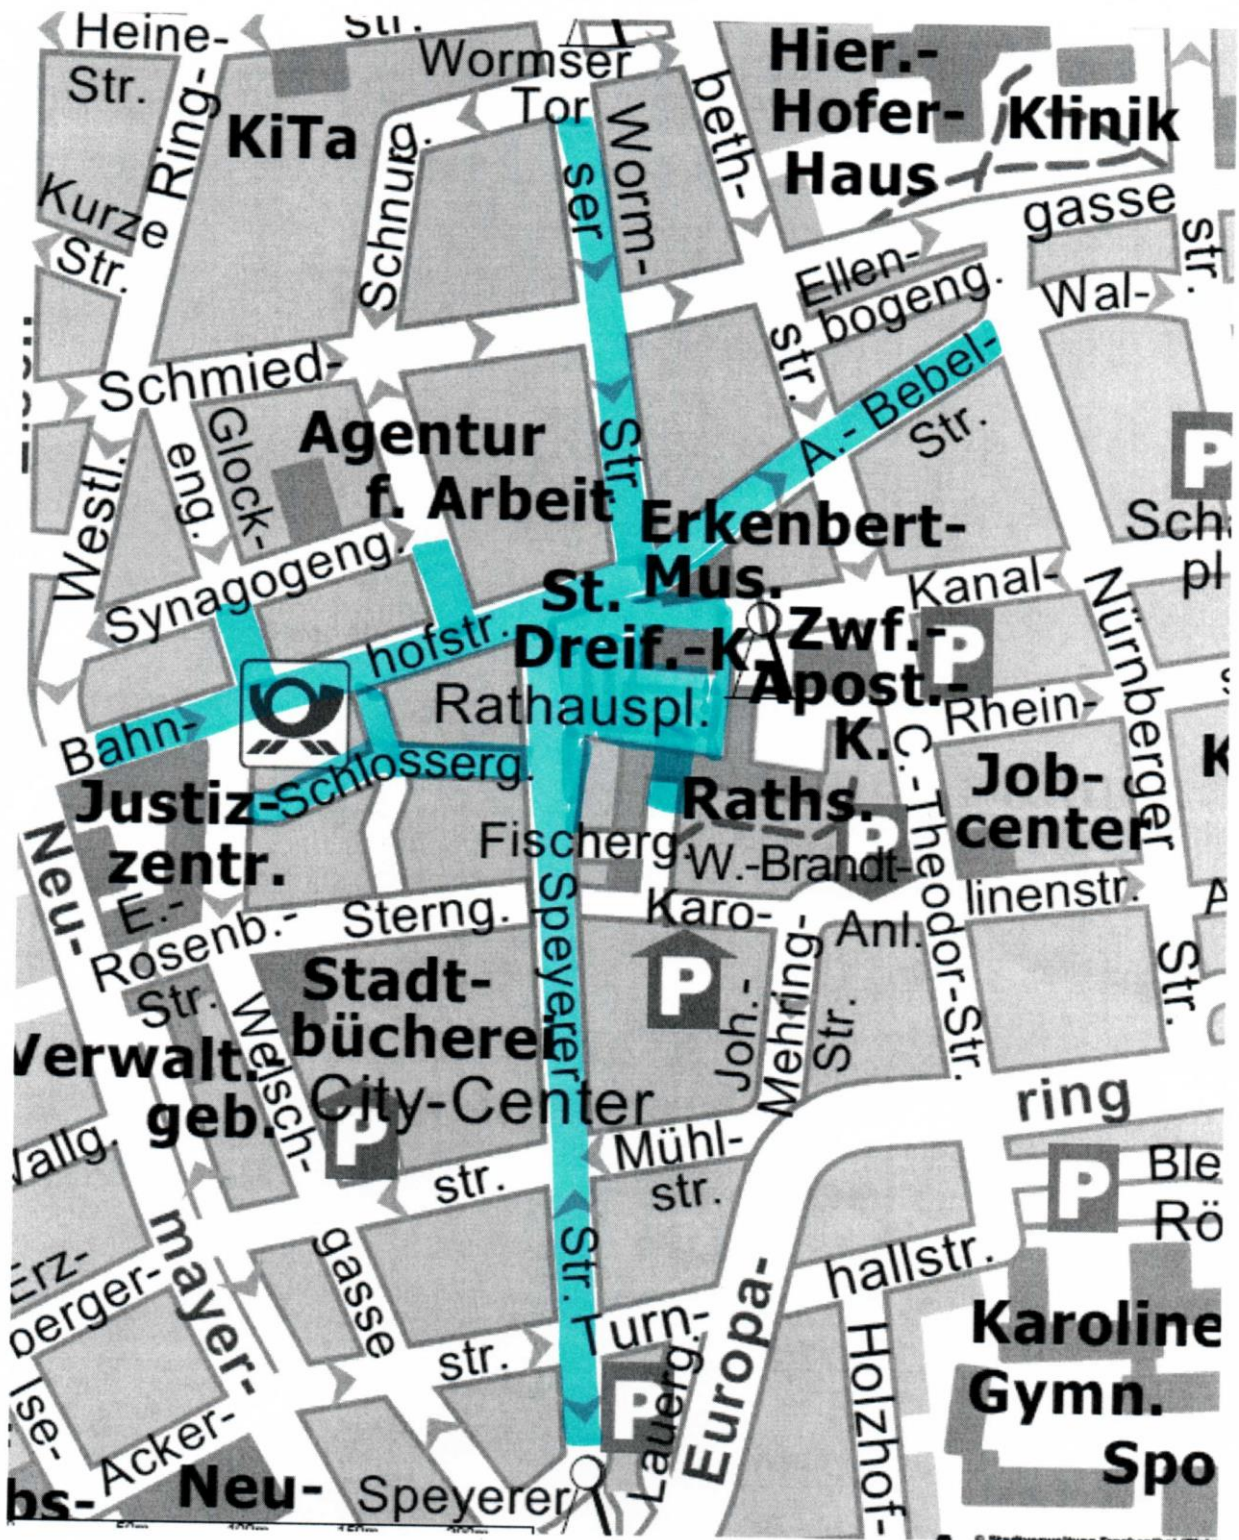 Heine-
Str.
Str.
Wormser
Tor
Hier.-
Hofer-
Haus
Klinik
Ring-
KiTa
Kurze
Str.
Schnurg.
ser
Worm-
beth-
gasse
str.
Ellen-
bogeng.
Wal-
Schmied-
eng.
Glock-
Str.
str.
A.-Bebel-
Str.
Agentur
f. Arbeit
P
Westl.
Synagogeng.
Erkenbert-
Mus.
St.
Dreif.-K
Zwf.-
Apost.-
K.
Kanal-
P
Rhein-
Nürnberger
Str.
Bahn-
hofstr.
Rathauspl.
Schlosserg.
Justiz-
zentr.
Raths.
Job-
center
C.-Theodor-Str.
Neu-
mayer-
E.-
Rosenb.-
Str.
Sterng.
Fischerg.
W.-Brandt-
Anl.
P
Karo-
linenstr.
P
Speyerer
Str.
Stadt-
bücherei
City-Center
P
Welsch-
gasse
Verwalt.
geb.
Joh.-
Mehring-
Str.
ring
Mühl-
str.
str.
P
Ble
Rö
Erz-
berger-
Turn-
str.
hallstr.
Europa-
Lauerg.
P
Holzhof-
Karoline
Gymn.
Spo
Acker-
Neu-
Speyerer
50m 100m 150m 200m